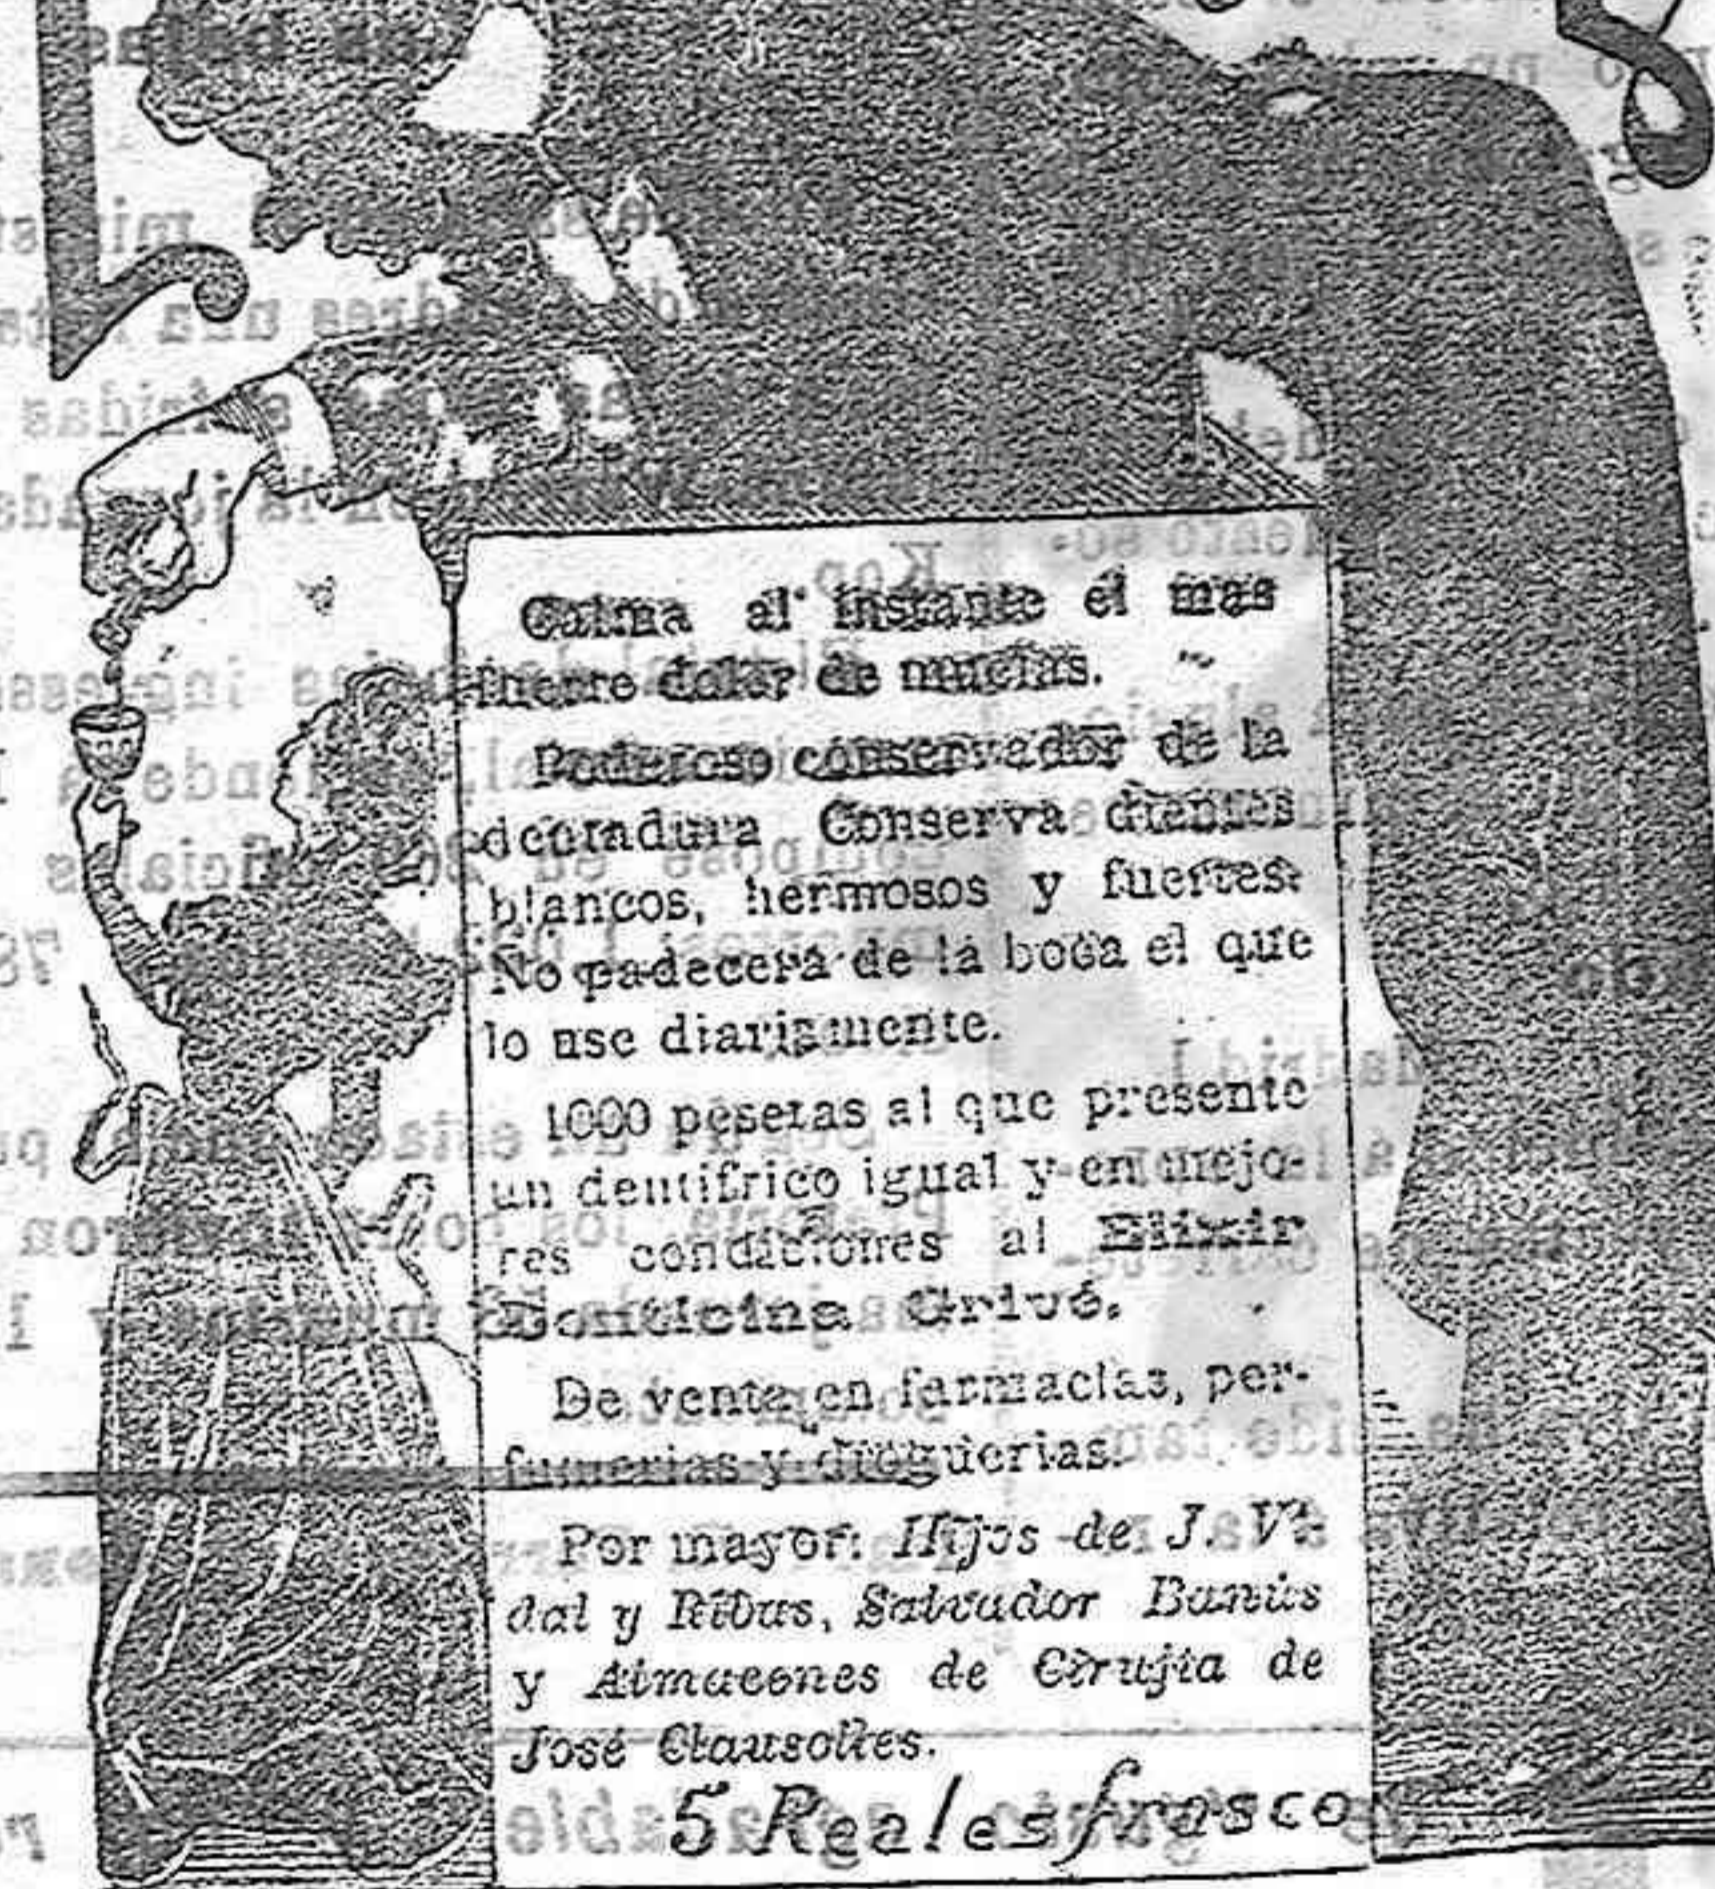 Calma al instante el mas
fuerte dolor de muelas.
Poderoso conservador de la
dentadura Conserva dientes
blancos, hermosos y fuertes.
No padecerá de la boca el que
lo use diariamente.
1000 pesetas al que presente
un dentífrico igual y en mejo-
res condiciones al Elixir
Denticina Grivé.
De venta en farmacias, per-
fumerias y droguerias.
Por mayor: Hijos de J. Vi-
dal y Ribas, Salvador Banús
y Almacenes de Cirujía de
José Clausolles.
5 Reales frasco